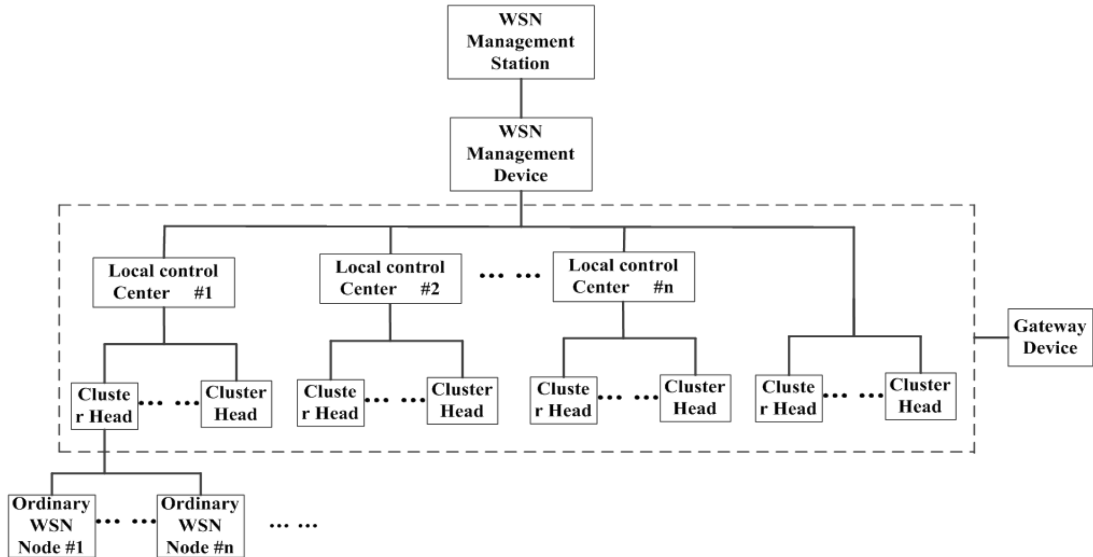 WSN
Management
Station
WSN
Management
Device
Local control
Center #1
Local control
Center #2
... ...
Local control
Center #n
Gateway
Device
Cluste
r Head
... ...
Cluster
Head
Cluste
r Head
... ...
Cluster
Head
Cluste
r Head
... ...
Cluster
Head
Cluste
r Head
... ...
Cluster
Head
Ordinary
WSN
Node #1
... ...
Ordinary
WSN
Node #n
... ...